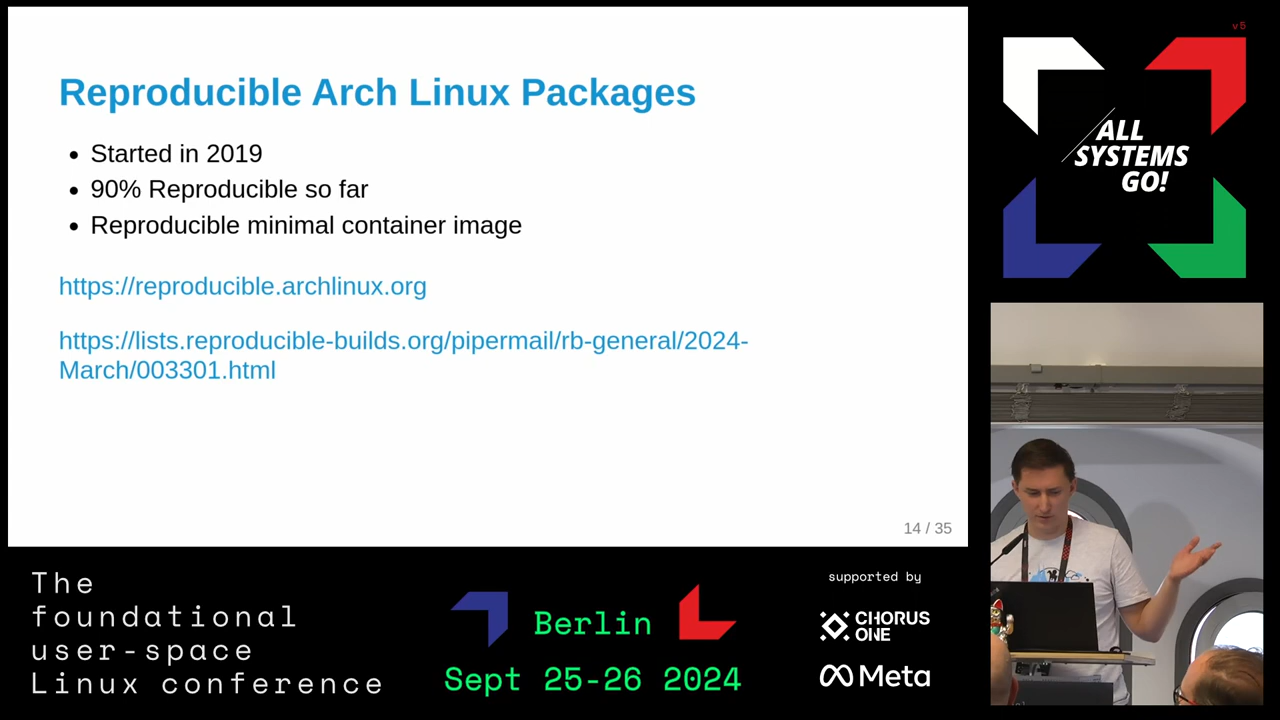 Reproducible Arch Linux Packages
Started in 2019
90% Reproducible so far
Reproducible minimal container image
https://reproducible.archlinux.org
https://lists.reproducible-builds.org/pipermail/rb-general/2024-
March/003301.html
14 / 35
v5
ALL
SYSTEMS
GO!
The
foundational
user-space
Linux conference
Berlin
Sept 25-26 2024
supported by
CHORUS
ONE
Meta